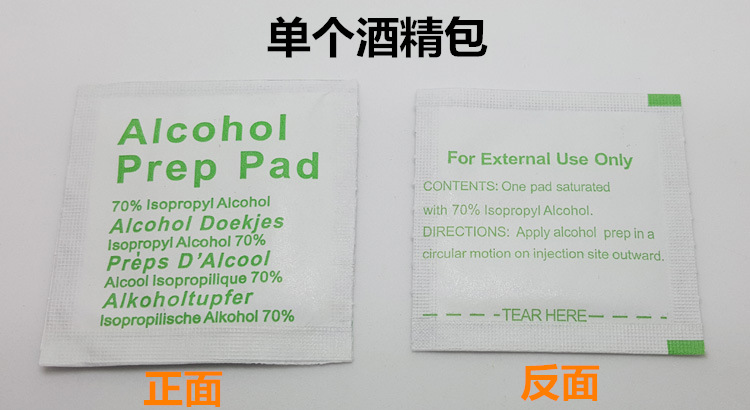 单个酒精包
Alcohol
Prep Pad
70% Isopropyl Alcohol
Alcohol Doekjes
Isopropyl Alcohol 70%
Prèps D'Alcool
Alcool Isopropilique 70%
Alkoholtupfer
Isopropilische Alkohol 70%
正面
For External Use Only
CONTENTS: One pad saturated
with 70% Isopropyl Alcohol.
DIRECTIONS: Apply alcohol prep in a
circular motion on injection site outward.
TEAR HERE
反面